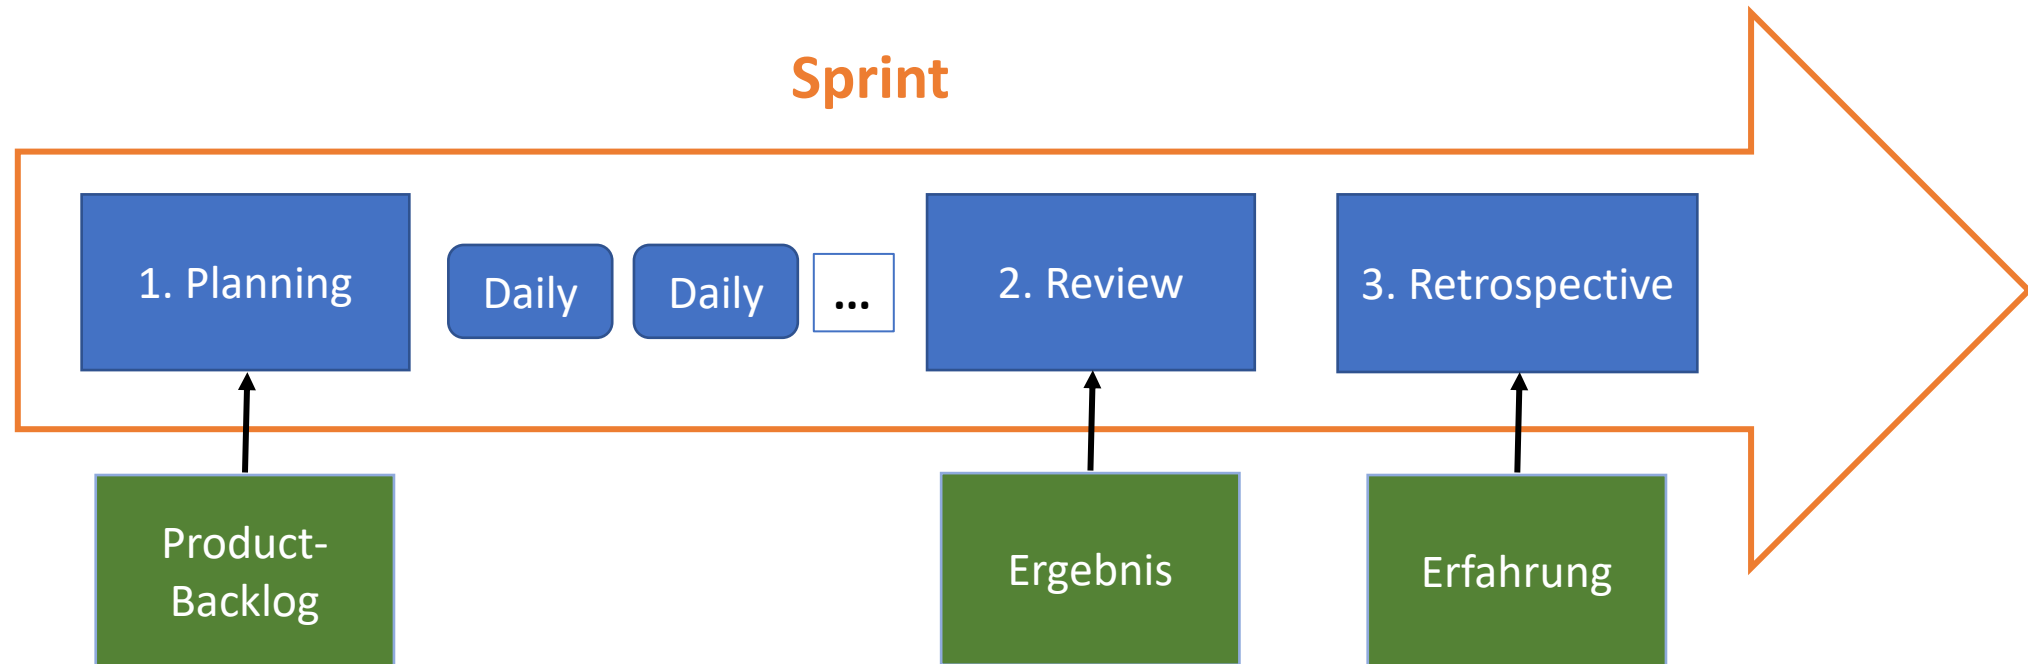 Sprint
1. Planning
Daily
Daily
...
2. Review
3. Retrospective
Product-
Backlog
Ergebnis
Erfahrung